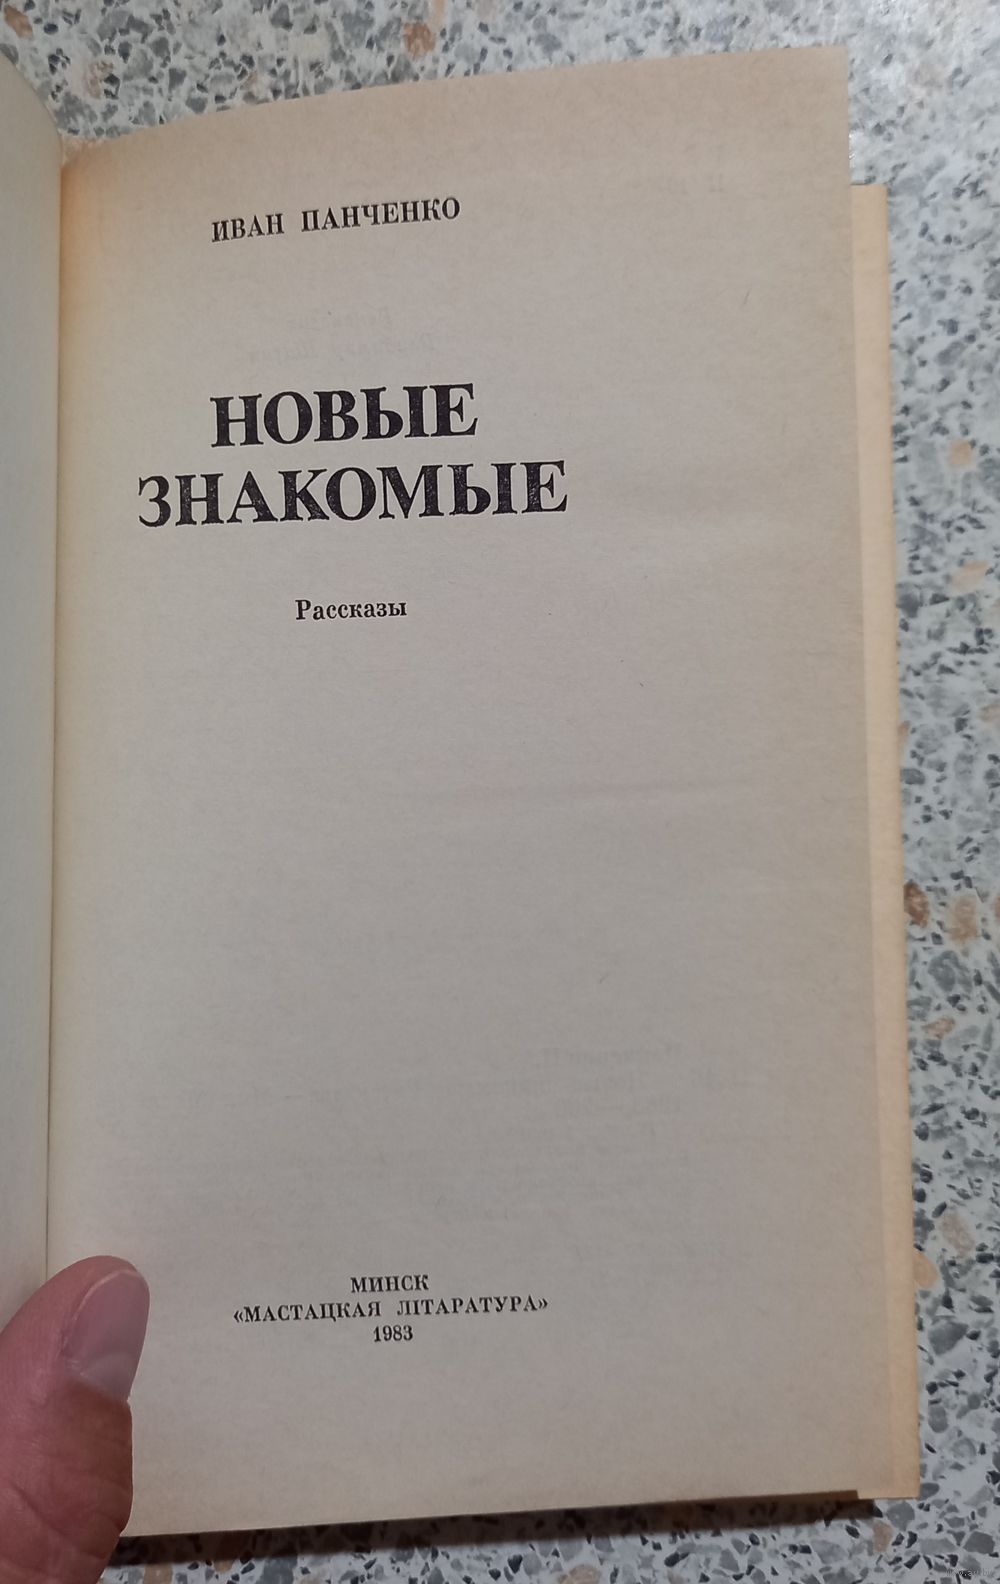 ИВАН ПАНЧЕНКО
НОВЫЕ
ЗНАКОМЫЕ
Рассказы
МИНСК
«МАСТАЦКАЯ ЛІТАРАТУРА»
1983